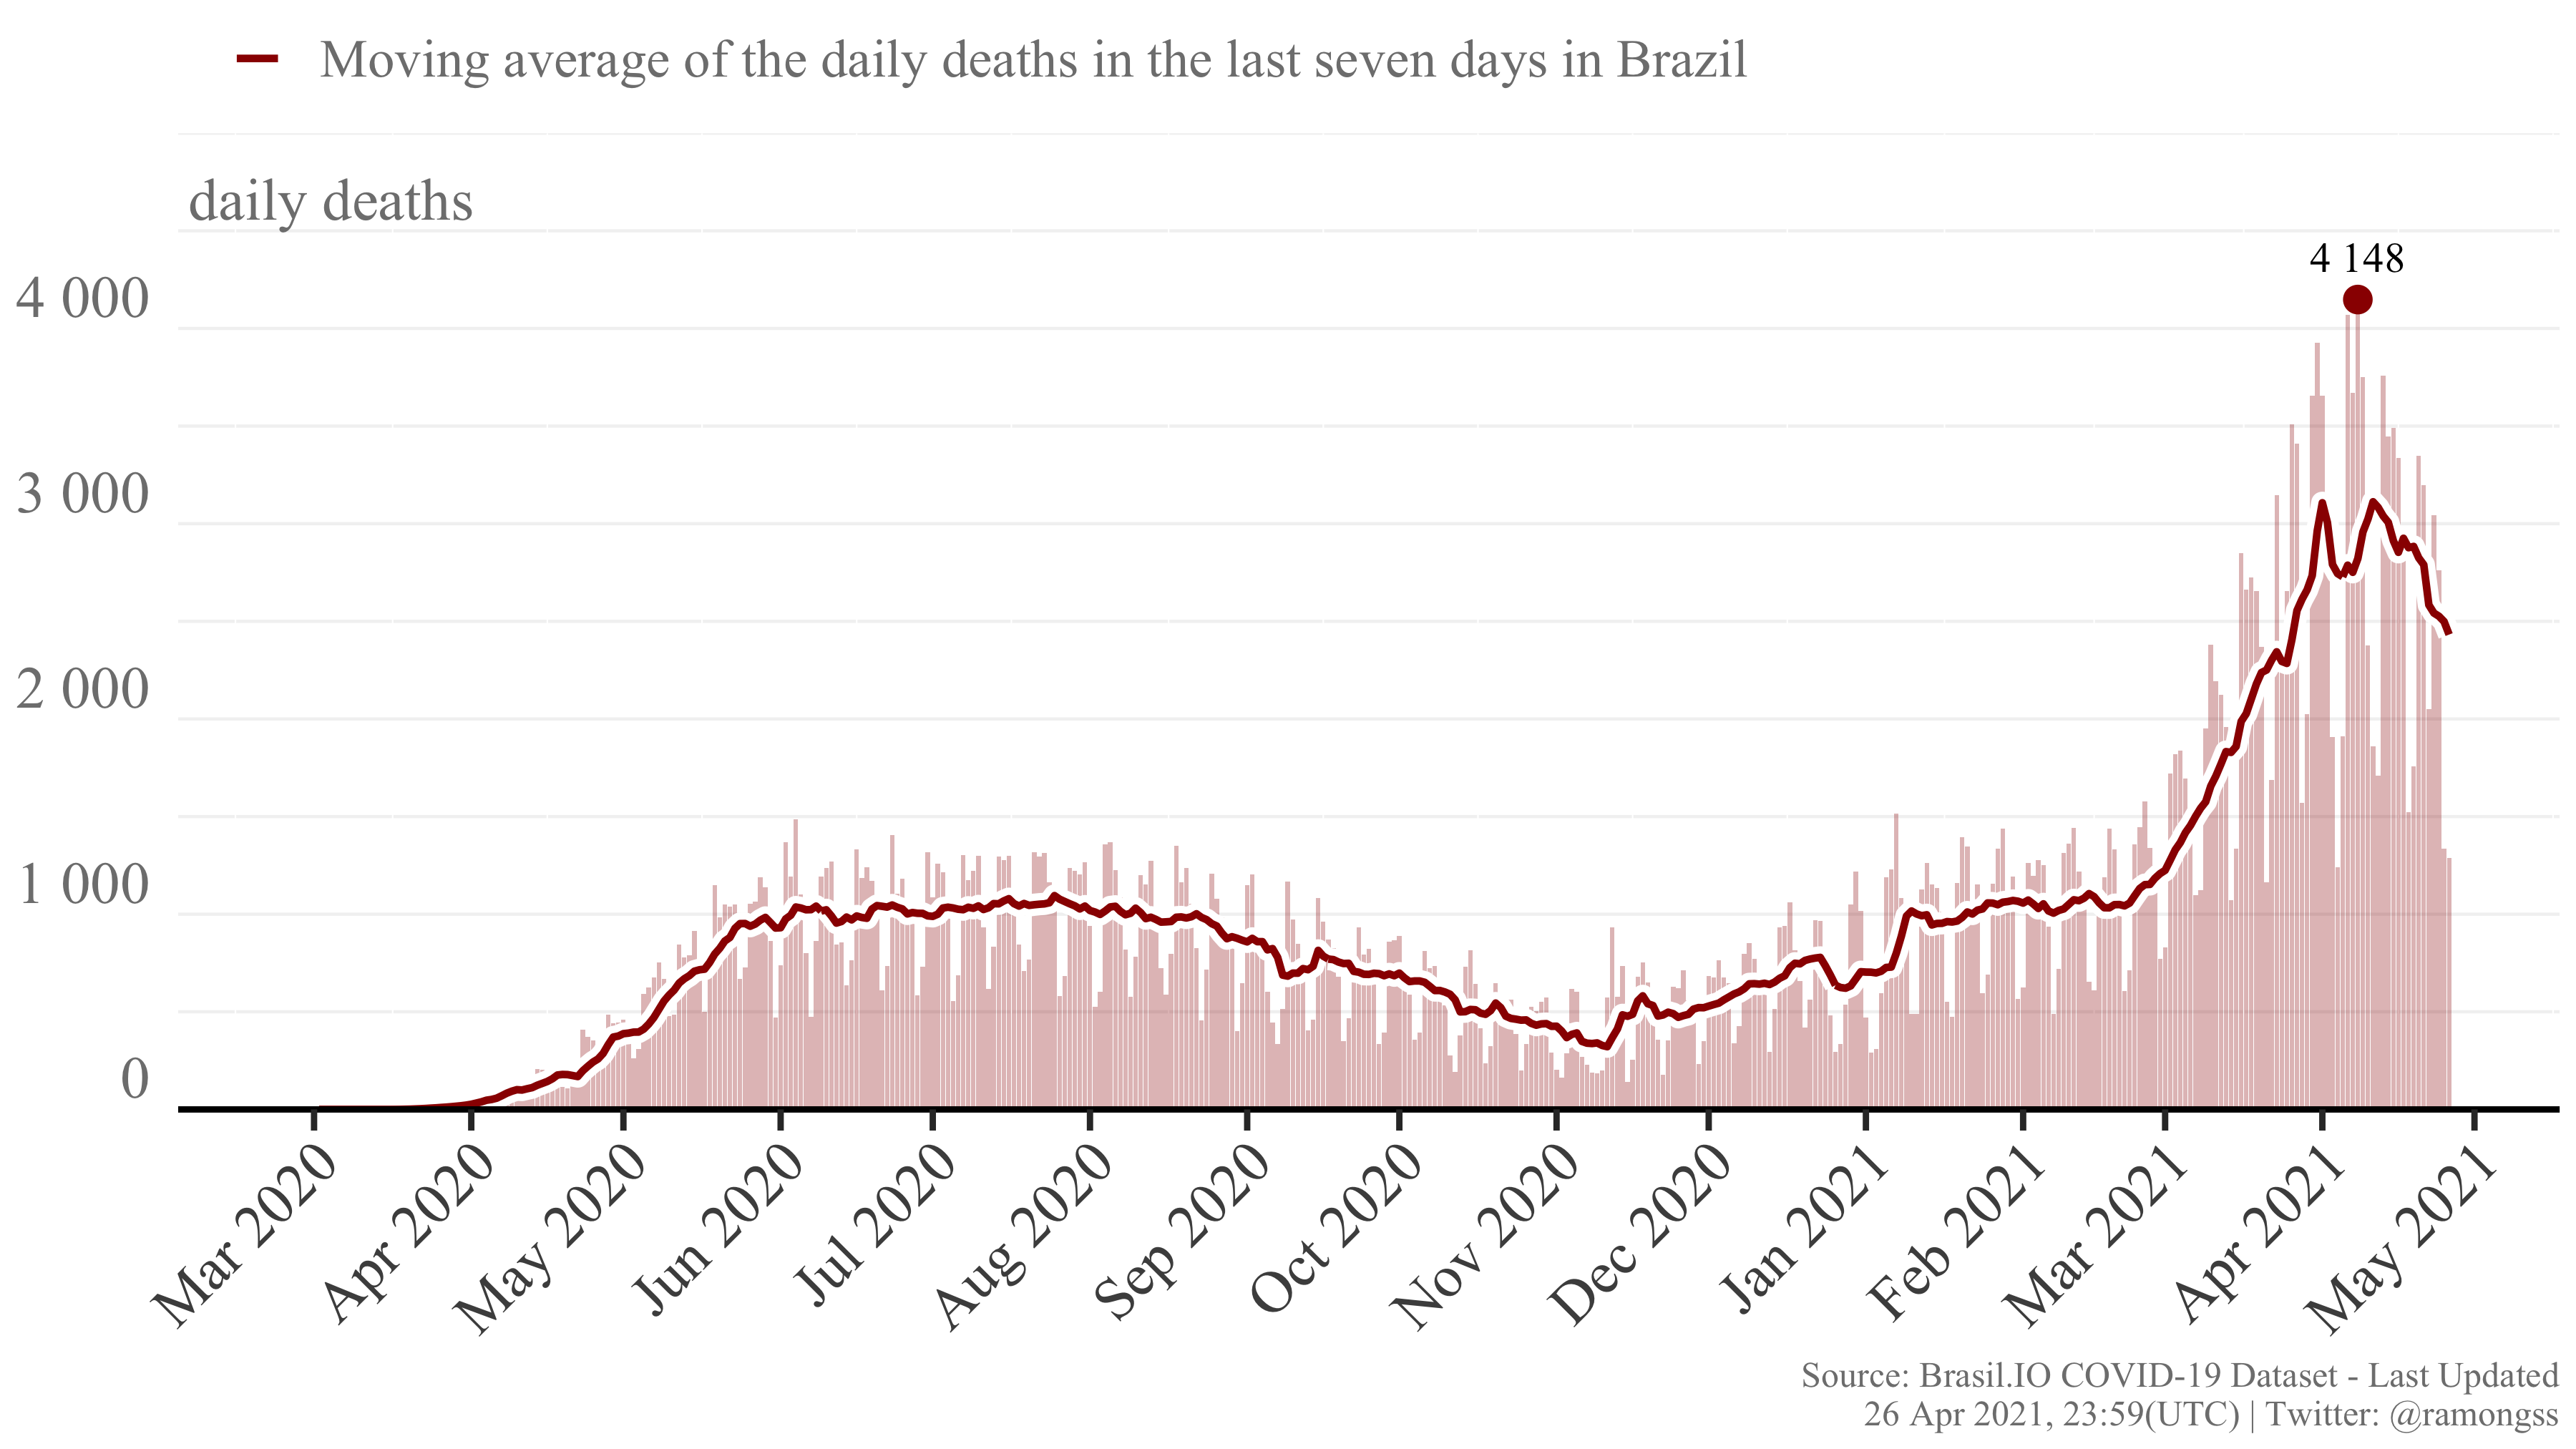 Moving average of the daily deaths in the last seven days in Brazil
daily deaths
4 148
4 000
3 000
2 000
1 000
0
Mar 2020
Apr 2020
May 2020
Jun 2020
Jul 2020
Aug 2020
Sep 2020
Oct 2020
Nov 2020
Dec 2020
Jan 2021
Feb 2021
Mar 2021
Apr 2021
May 2021
Source: Brasil.IO COVID-19 Dataset - Last Updated
26 Apr 2021, 23:59(UTC) | Twitter: @ramongss